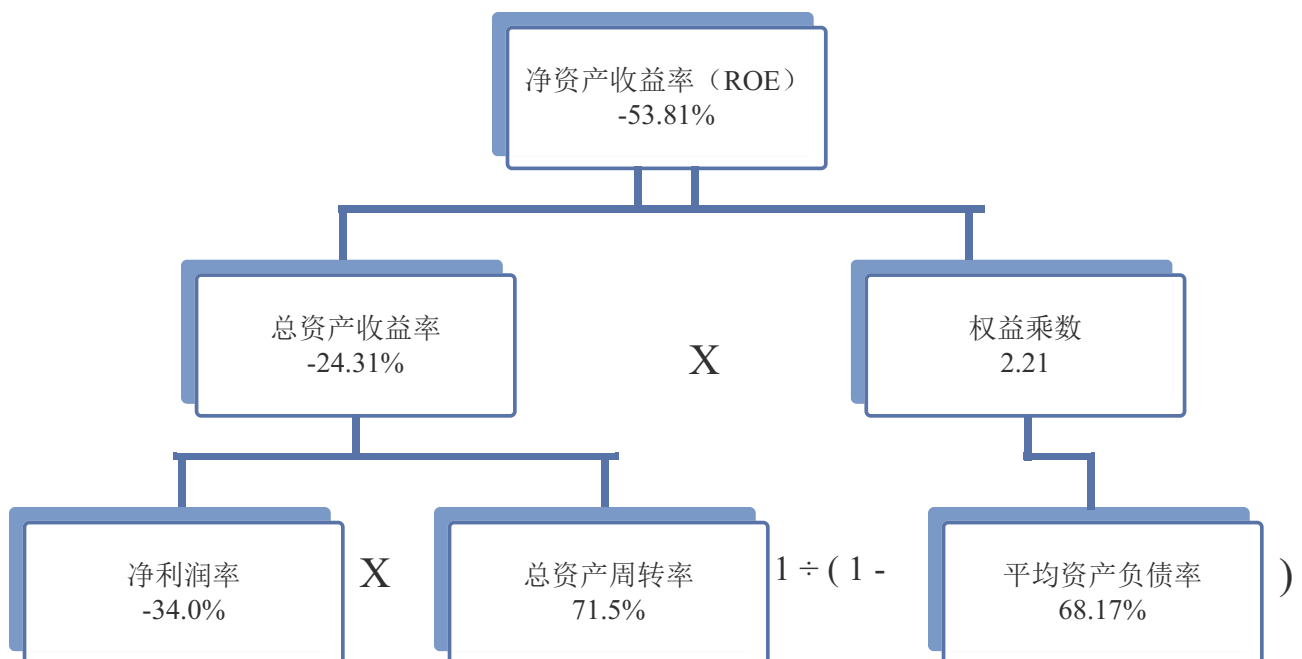 净资产收益率（ROE）
-53.81%
总资产收益率
-24.31%
X
权益乘数
2.21
净利润率
-34.0%
X
总资产周转率
71.5%
1 ÷ ( 1 -
平均资产负债率
68.17%
)